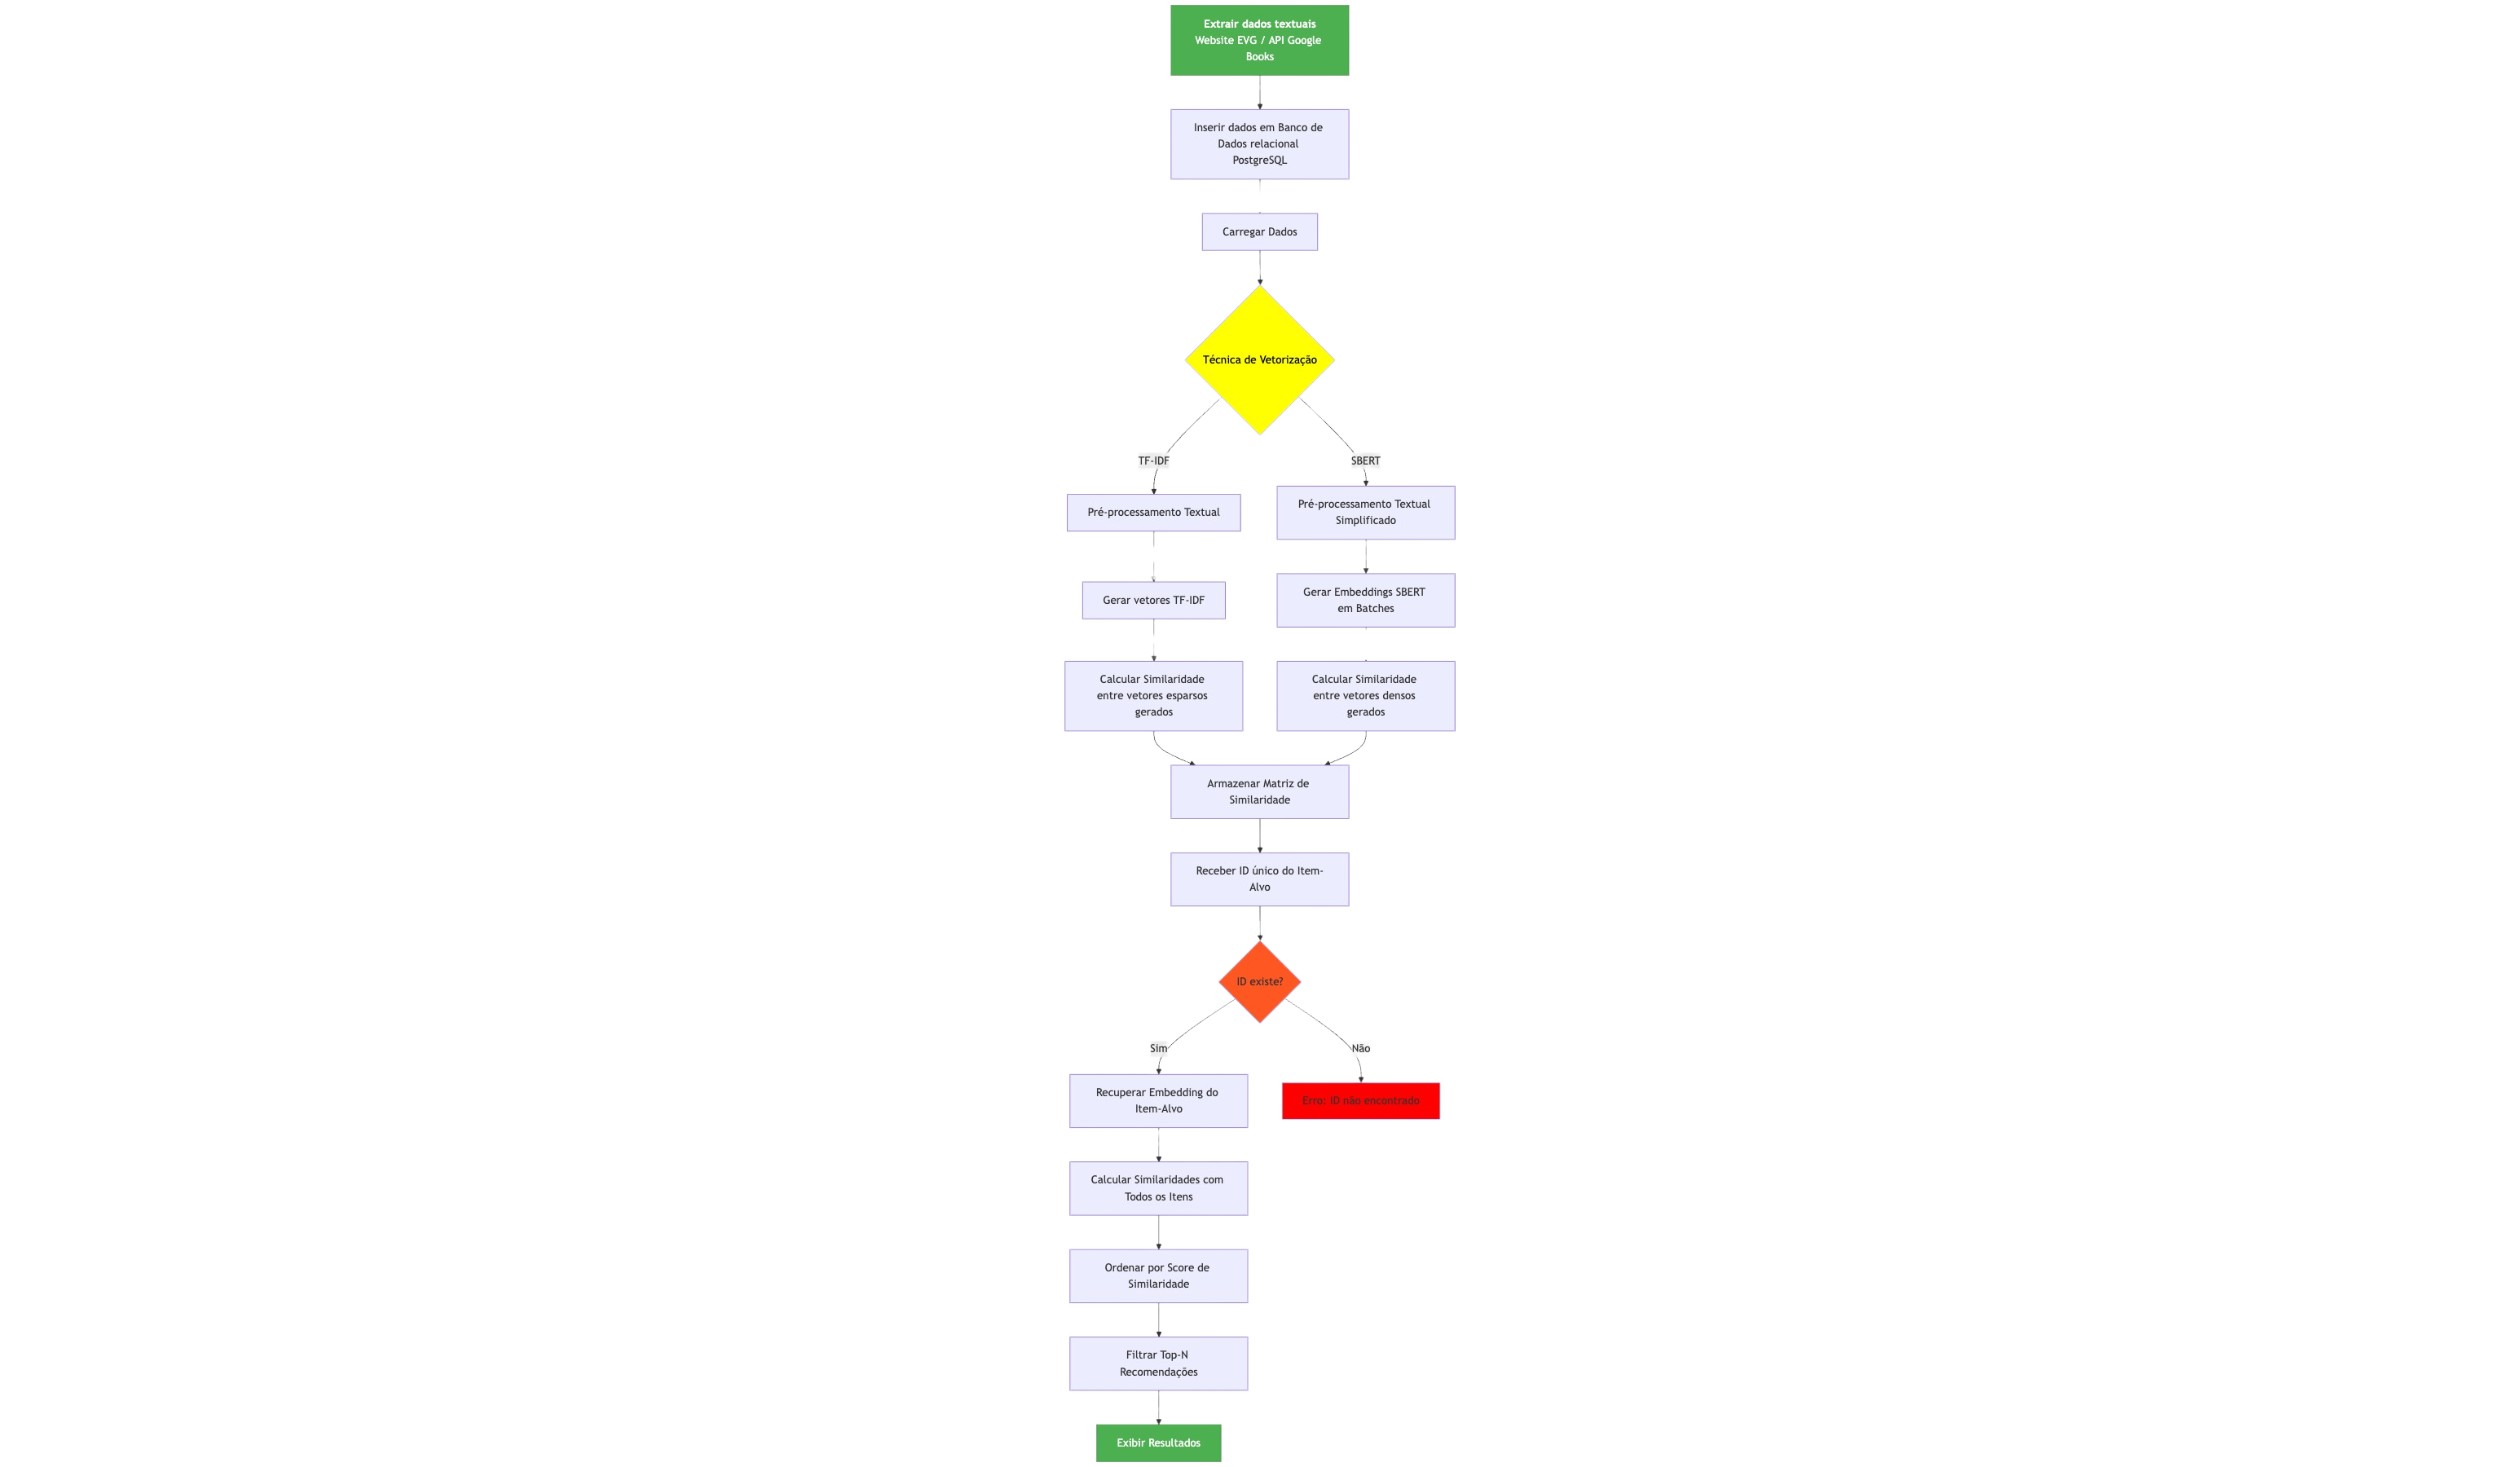 Extrair dados textuais
Website EVG / API Google
Books
Inserir dados em Banco de
Dados relacional
PostgreSQL
Carregar Dados
Técnica de Vetorização
TF-IDF
SBERT
Pré-processamento Textual
Pré-processamento Textual
Simplificado
Gerar vetores TF-IDF
Gerar Embeddings SBERT
em Batches
Calcular Similaridade
entre vetores esparsos
gerados
Calcular Similaridade
entre vetores densos
gerados
Armazenar Matriz de
Similaridade
Receber ID único do Item-
Alvo
ID existe?
Sim
Não
Recuperar Embedding do
Item-Alvo
Erro: ID não encontrado
Calcular Similaridades com
Todos os Itens
Ordenar por Score de
Similaridade
Filtrar Top-N
Recomendações
Exibir Resultados